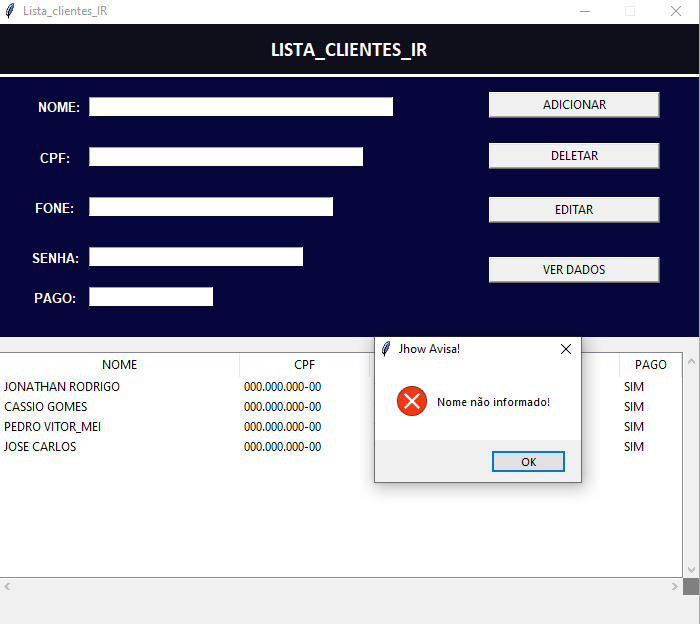 Lista_clientes_IR
LISTA_CLIENTES_IR
NOME:
ADICIONAR
CPF:
DELETAR
FONE:
EDITAR
SENHA:
VER DADOS
PAGO:
Jhow Avisa!
Nome não informado!
OK
NOME CPF PAGO
JONATHAN RODRIGO 000.000.000-00 SIM
CASSIO GOMES 000.000.000-00 SIM
PEDRO VITOR_MEI 000.000.000-00 SIM
JOSE CARLOS 000.000.000-00 SIM